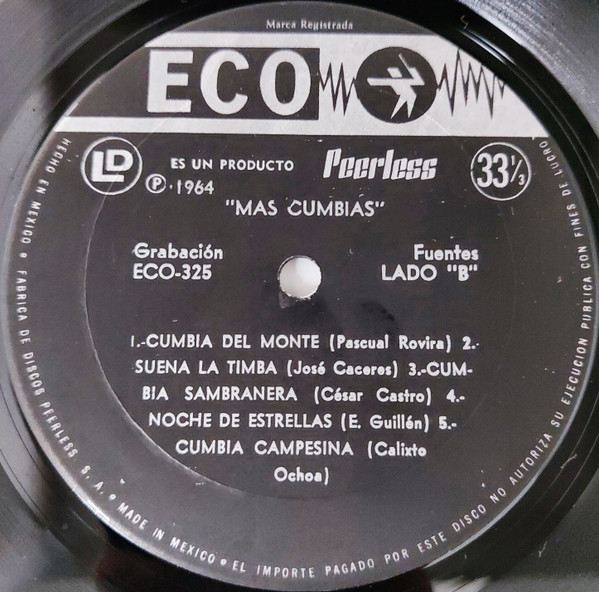 Marca Registrada
ECO
LD
ES UN PRODUCTO Peerless
33 1/3
Ⓟ · 1964
"MAS CUMBIAS"
Grabación Fuentes
ECO-325 LADO "B"
1.-CUMBIA DEL MONTE (Pascual Rovira) 2.-
SUENA LA TIMBA (José Caceres) 3.-CUM-
BIA SAMBRANERA (César Castro) 4.-
NOCHE DE ESTRELLAS (E. Guillén) 5.-
CUMBIA CAMPESINA (Calixto
Ochoa)
HECHO EN MEXICO • FABRICA DE DISCOS PEERLESS S. A. • MADE IN MEXICO • EL IMPORTE PAGADO POR ESTE DISCO NO AUTORIZA SU EJECUCION PUBLICA CON FINES DE LUCRO